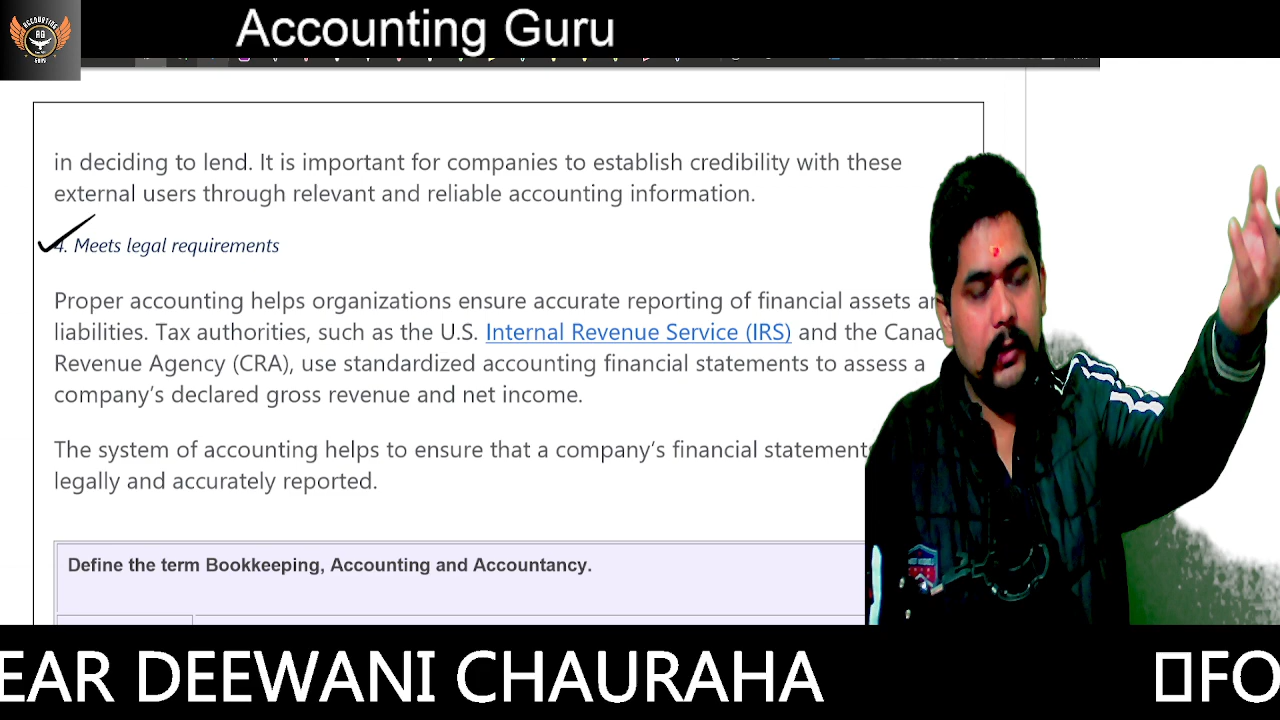 Accounting Guru
ACCOUNTING
AG
in deciding to lend. It is important for companies to establish credibility with these
external users through relevant and reliable accounting information.
4. Meets legal requirements
Proper accounting helps organizations ensure accurate reporting of financial assets
liabilities. Tax authorities, such as the U.S. Internal Revenue Service (IRS) and the
Revenue Agency (CRA), use standardized accounting financial statements to assess a
company’s declared gross revenue and net income.
The system of accounting helps to ensure that a company’s financial statements
legally and accurately reported.
Define the term Bookkeeping, Accounting and Accountancy.
EAR DEEWANI CHAURAHA
FO